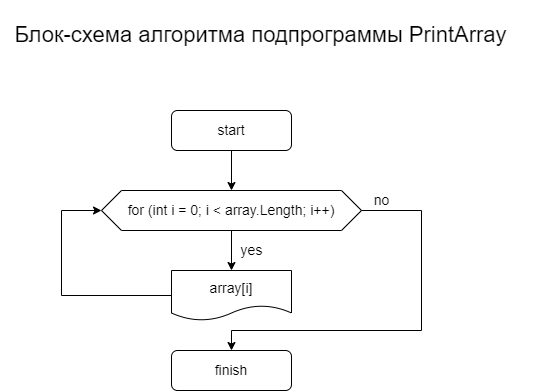 Блок-схема алгоритма подпрограммы PrintArray
start
for (int i = 0; i < array.Length; i++)
no
yes
array[i]
finish